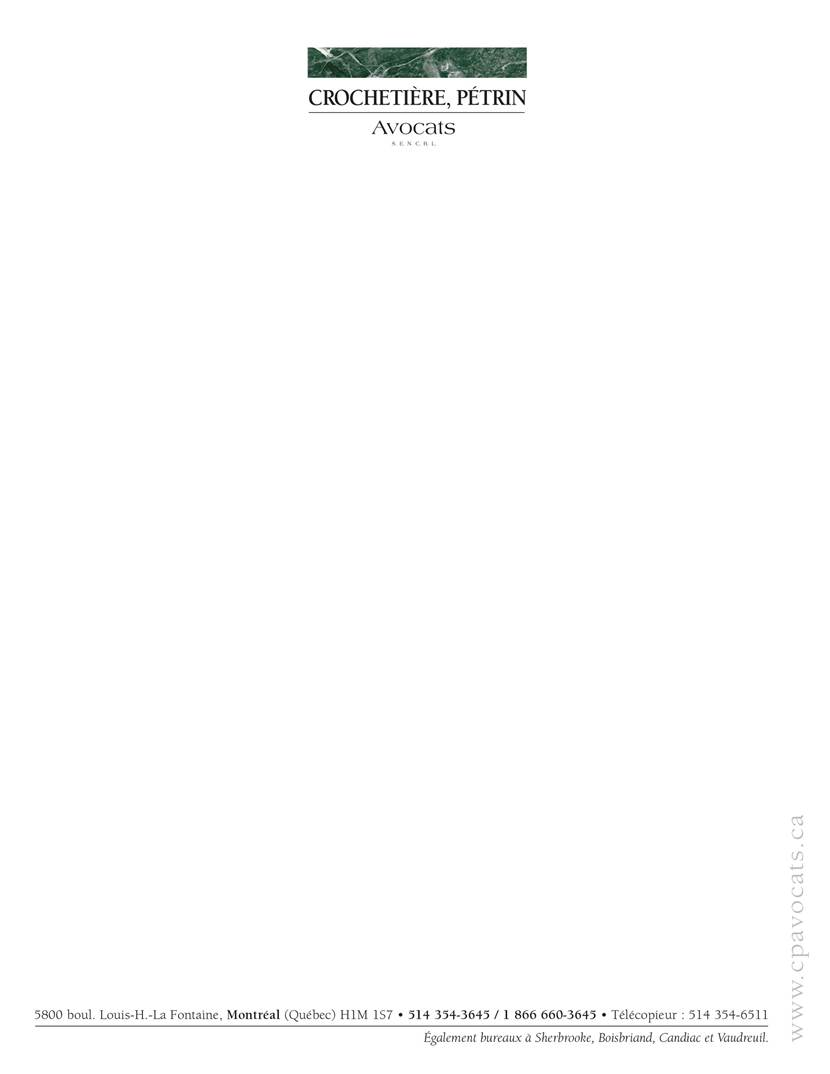 CROCHETIÈRE, PÉTRIN
Avocats
S.E.N.C.R.L.
www.cpavocats.ca
5800 boul. Louis-H.-La Fontaine, Montréal (Québec) H1M 1S7 • 514 354-3645 / 1 866 660-3645 • Télécopieur : 514 354-6511
Également bureaux à Sherbrooke, Boisbriand, Candiac et Vaudreuil.